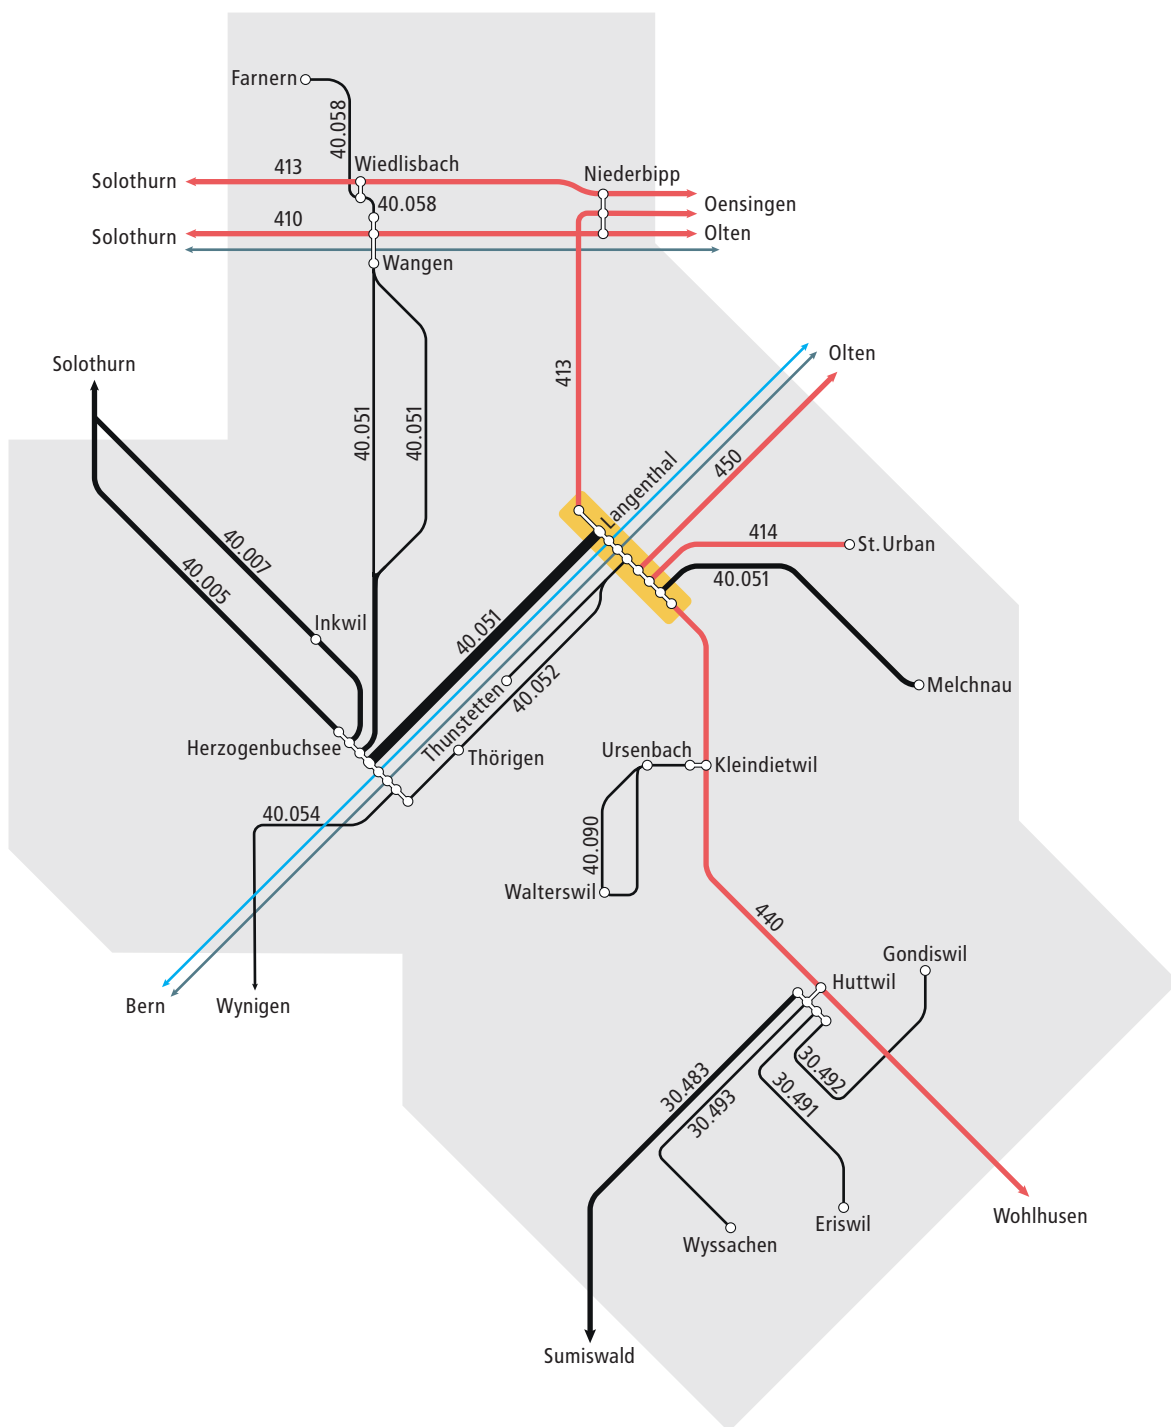 Farnern
40.058
413
Wiedlisbach
Niederbipp
Solothurn
40.058
Oensingen
410
Solothurn
Olten
Wangen
Solothurn
Olten
413
40.051
40.051
450
Langenthal
414
St.Urban
40.051
40.007
40.005
Inkwil
40.051
40.052
Melchnau
Thunstetten
Herzogenbuchsee
Thörigen
Ursenbach
Kleindietwil
40.054
40.090
Walterswil
440
Gondiswil
Huttwil
Bern
Wynigen
30.483
30.493
30.492
30.491
Wohlhusen
Eriswil
Wyssachen
Sumiswald